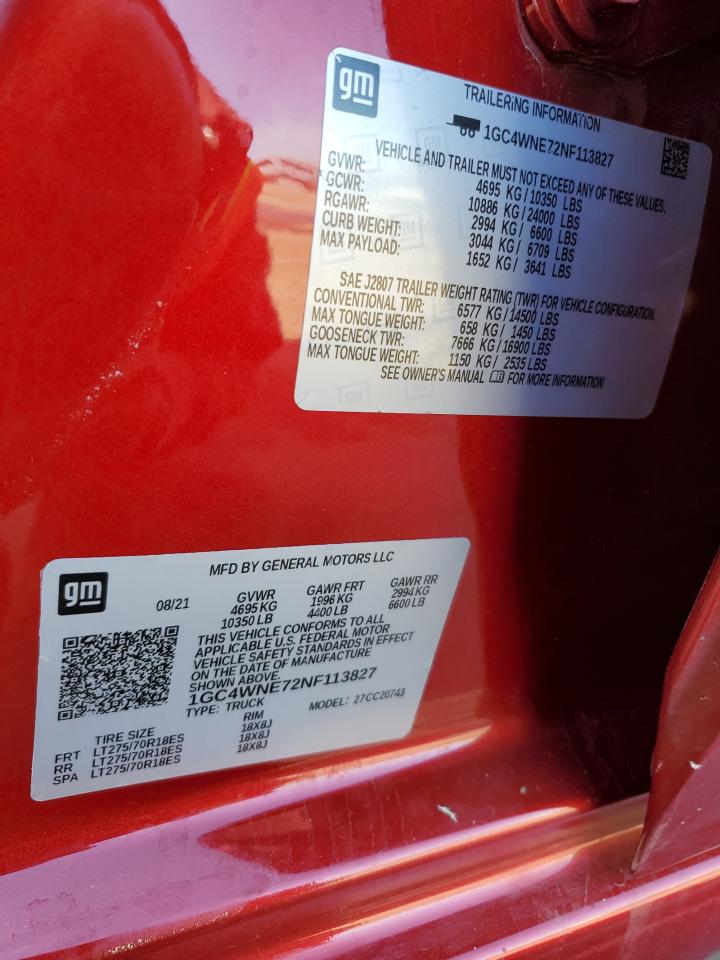 gm
TRAILERING INFORMATION
1GC4WNE72NF113827
VEHICLE AND TRAILER MUST NOT EXCEED ANY OF THESE VALUES.
GVWR: 4695 KG / 10350 LBS
GCWR: 10886 KG / 24000 LBS
RGAWR: 2994 KG / 6600 LBS
CURB WEIGHT: 3044 KG / 6709 LBS
MAX PAYLOAD: 1652 KG / 3641 LBS
SAE J2807 TRAILER WEIGHT RATING (TWR) FOR VEHICLE CONFIGURATION.
CONVENTIONAL TWR: 6577 KG / 14500 LBS
MAX TONGUE WEIGHT: 658 KG / 1450 LBS
GOOSENECK TWR: 7666 KG / 16900 LBS
MAX TONGUE WEIGHT: 1150 KG / 2535 LBS
SEE OWNER'S MANUAL FOR MORE INFORMATION
gm
MFD BY GENERAL MOTORS LLC
08/21 GVWR GAWR FRT GAWR RR
4695 KG 1996 KG 2994 KG
10350 LB 4400 LB 6600 LB
THIS VEHICLE CONFORMS TO ALL
APPLICABLE U.S. FEDERAL MOTOR
VEHICLE SAFETY STANDARDS IN EFFECT
ON THE DATE OF MANUFACTURE
SHOWN ABOVE.
1GC4WNE72NF113827
TYPE: TRUCK MODEL: 27CC20743
TIRE SIZE RIM
FRT LT275/70R18ES 18X8J
RR LT275/70R18ES 18X8J
SPA LT275/70R18ES 18X8J